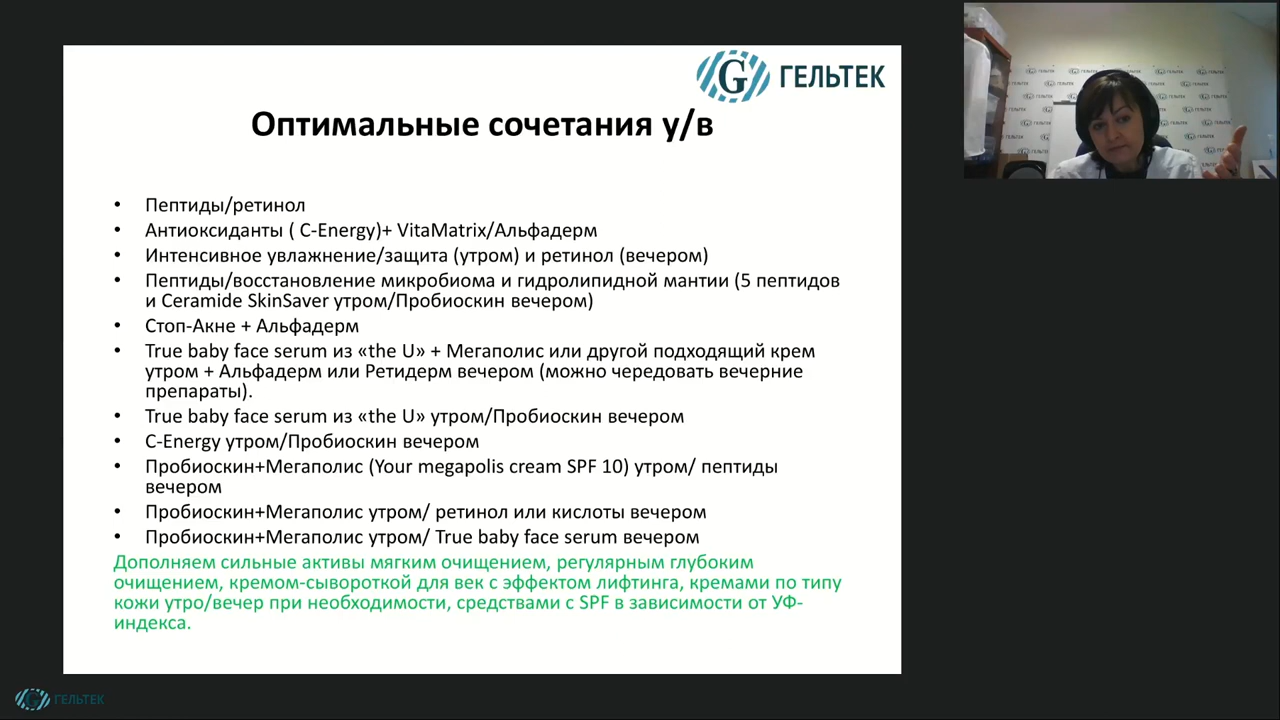 ГЕЛЬТЕК
Оптимальные сочетания у/в
• Пептиды/ретинол
• Антиоксиданты ( C-Energy)+ VitaMatrix/Альфадерм
• Интенсивное увлажнение/защита (утром) и ретинол (вечером)
• Пептиды/восстановление микробиома и гидролипидной мантии (5 пептидов
и Ceramide SkinSaver утром/Пробиоскин вечером)
• Стоп-Акне + Альфадерм
• True baby face serum из «the U» + Мегаполис или другой подходящий крем
утром + Альфадерм или Ретидерм вечером (можно чередовать вечерние
препараты).
• True baby face serum из «the U» утром/Пробиоскин вечером
• C-Energy утром/Пробиоскин вечером
• Пробиоскин+Мегаполис (Your megapolis cream SPF 10) утром/ пептиды
вечером
• Пробиоскин+Мегаполис утром/ ретинол или кислоты вечером
• Пробиоскин+Мегаполис утром/ True baby face serum вечером
Дополняем сильные активы мягким очищением, регулярным глубоким
очищением, кремом-сывороткой для век с эффектом лифтинга, кремами по типу
кожи утро/вечер при необходимости, средствами с SPF в зависимости от УФ-
индекса.
ГЕЛЬТЕК